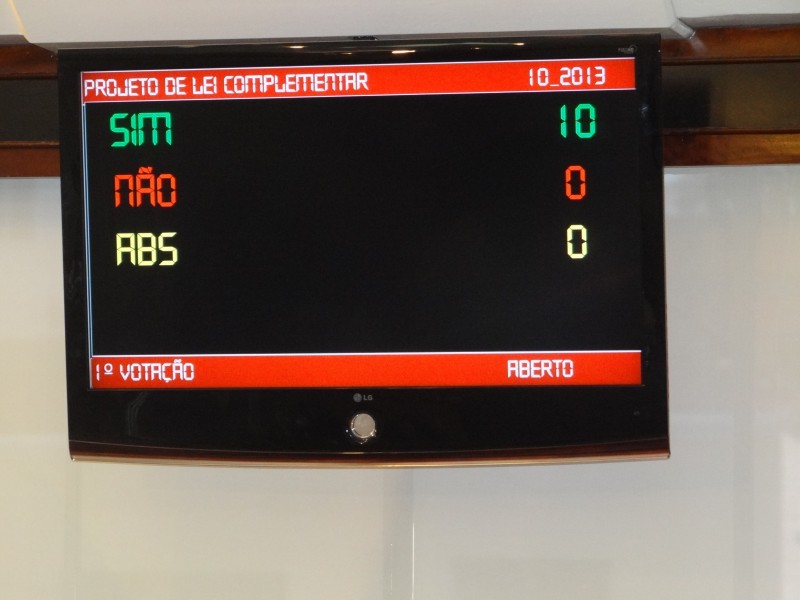 PROJETO DE LEI COMPLEMENTAR 10_2013
SIM 10
NÃO 0
ABS 0
1º VOTAÇÃO ABERTO
LG